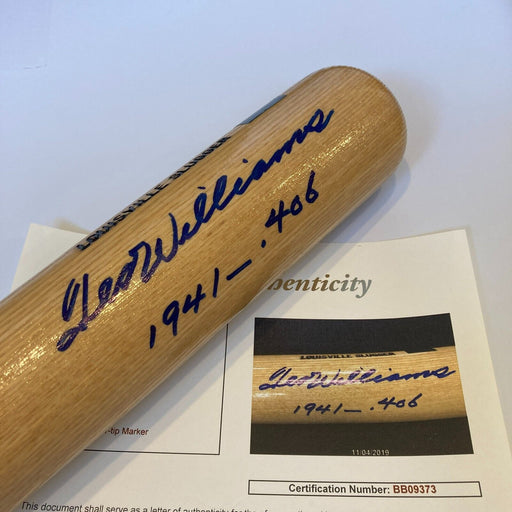 LOUISVILLE SLUGGER
Ted Williams
1941 - .406
henticity
LOUISVILLE SLUGGER
Ted Williams
1941 - .406
11/04/2019
-tip Marker
Certification Number: BB09373
This document shall serve as a letter of authenticity for the